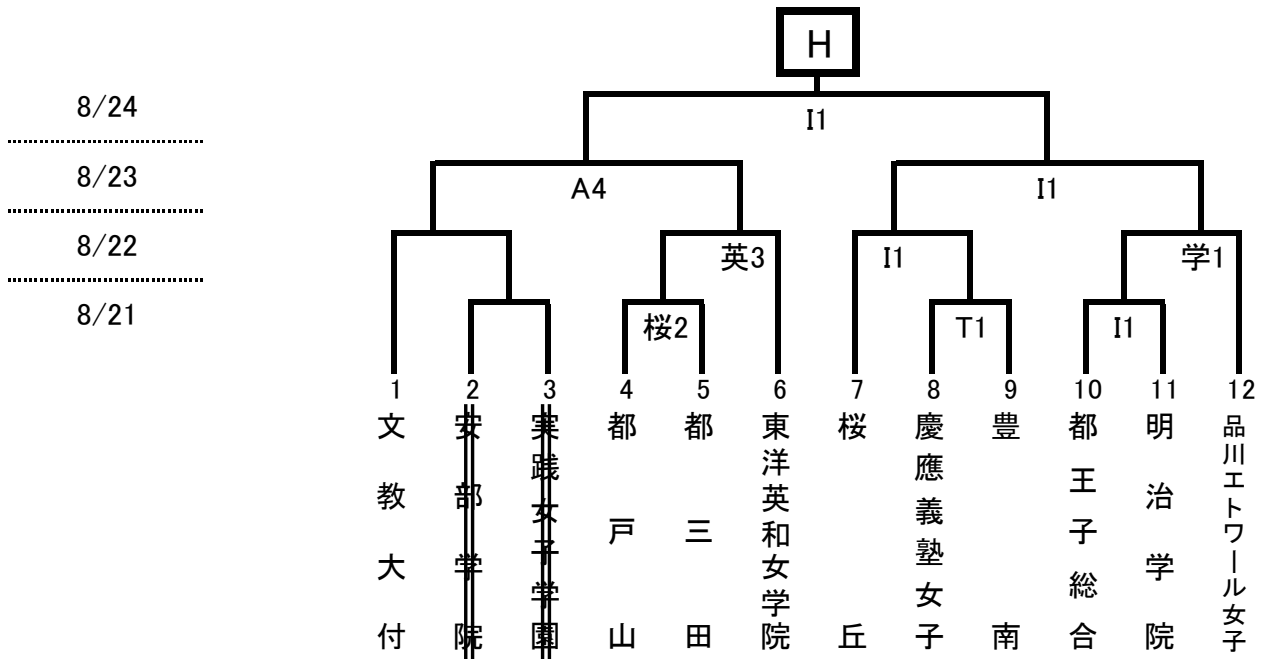 H
8/24
I1
8/23
A4
I1
8/22
英3
I1
学1
8/21
桜2
T1
I1
1
2
3
4
5
6
7
8
9
10
11
12
文教大付
安部学院
実践女子学園
都戸山
都三田
東洋英和女学院
桜丘
慶應義塾女子
豊南
都王子総合
明治学院
品川エトワール女子